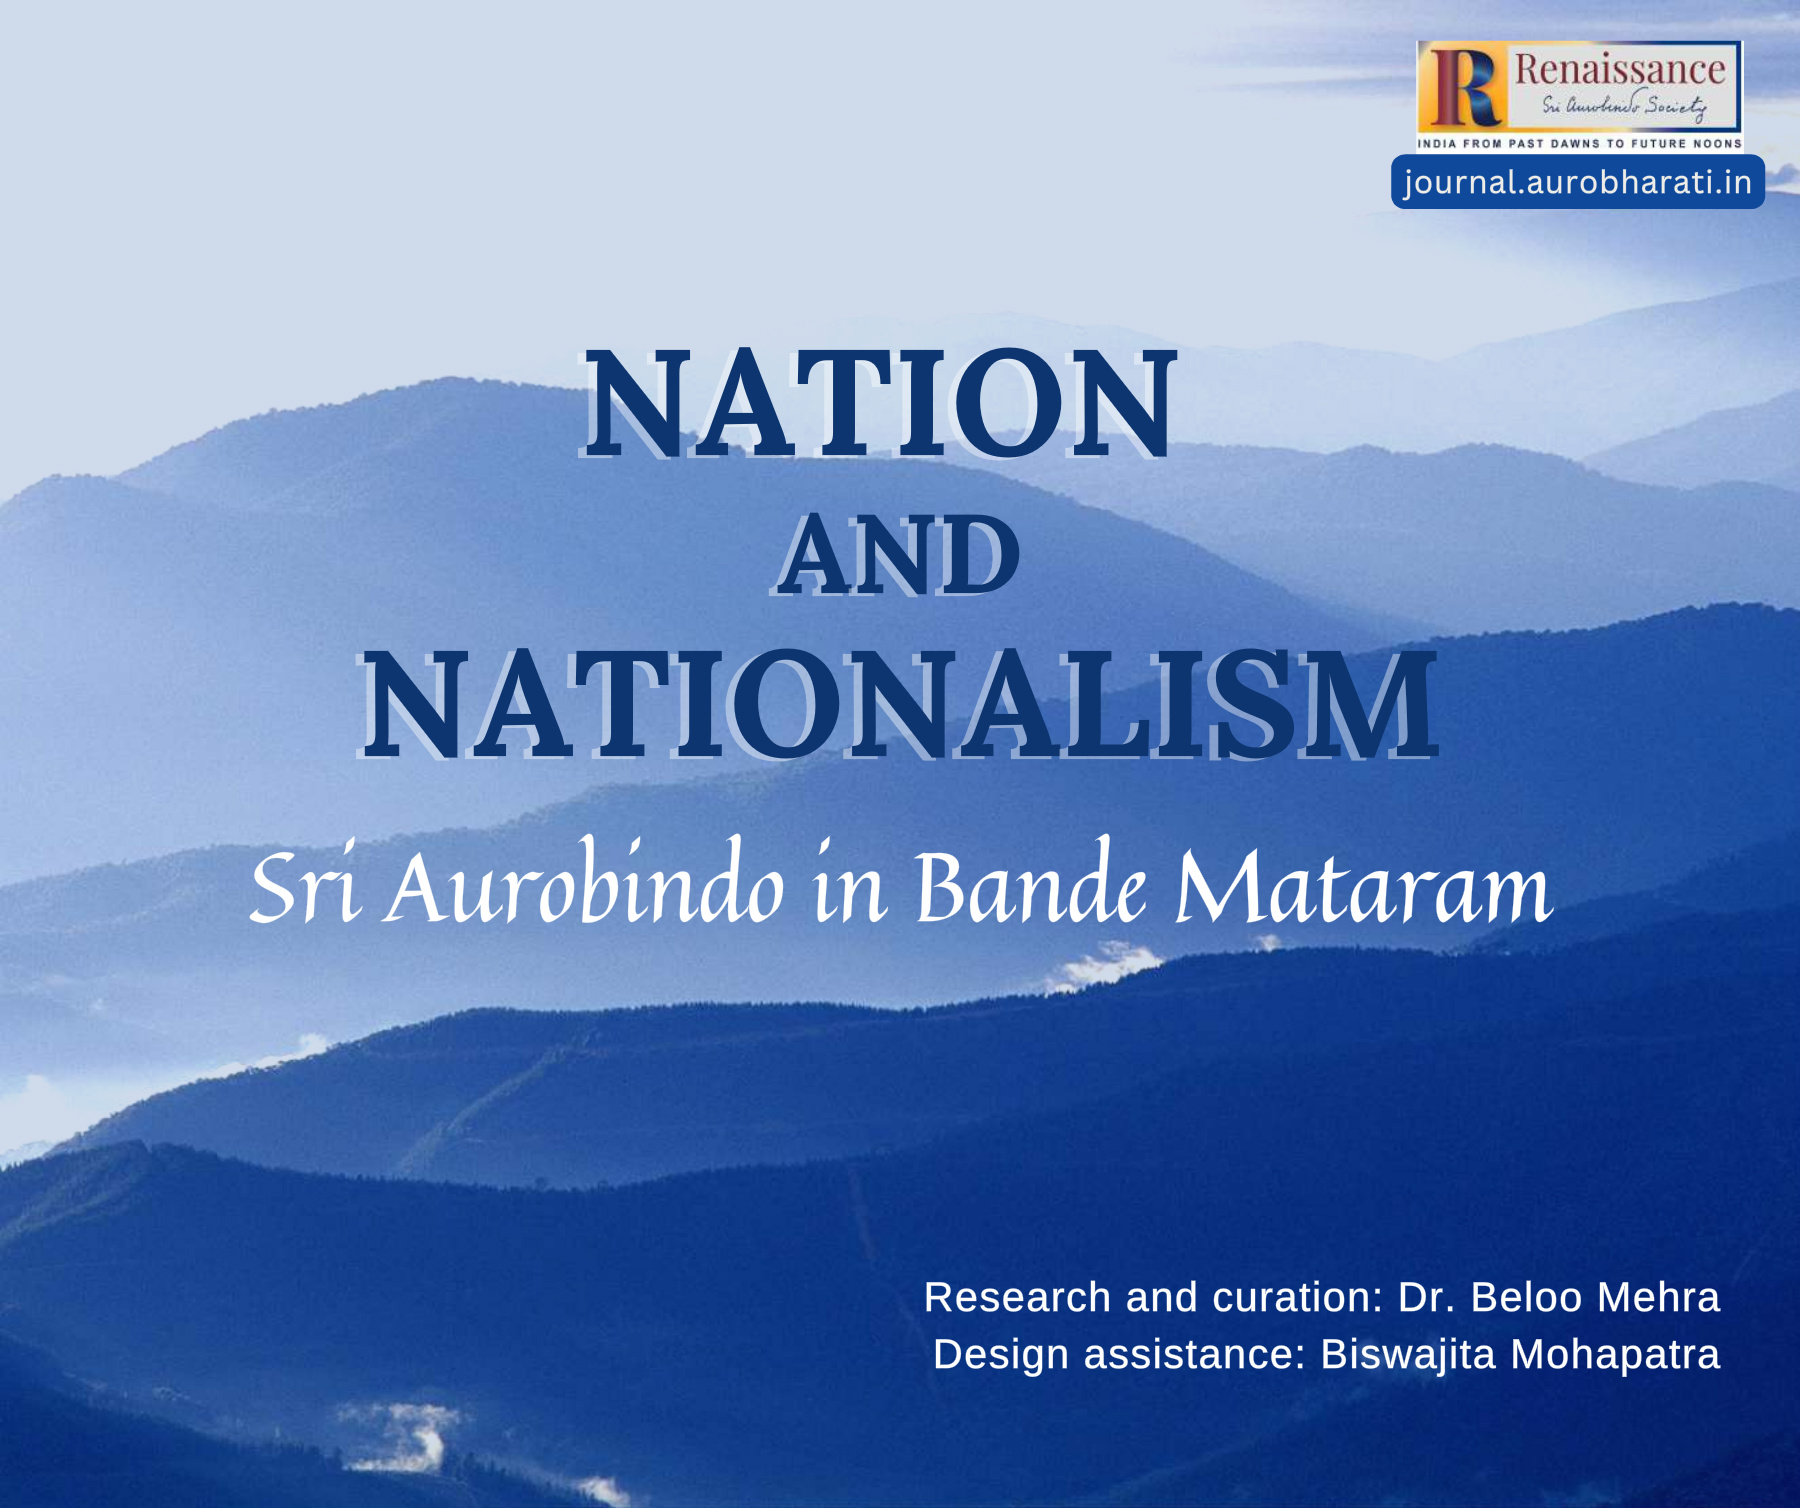 R Renaissance
Sri Aurobindo Society
INDIA FROM PAST DAWNS TO FUTURE NOONS
journal.aurobharati.in
NATION
AND
NATIONALISM
Sri Aurobindo in Bande Mataram
Research and curation: Dr. Beloo Mehra
Design assistance: Biswajita Mohapatra